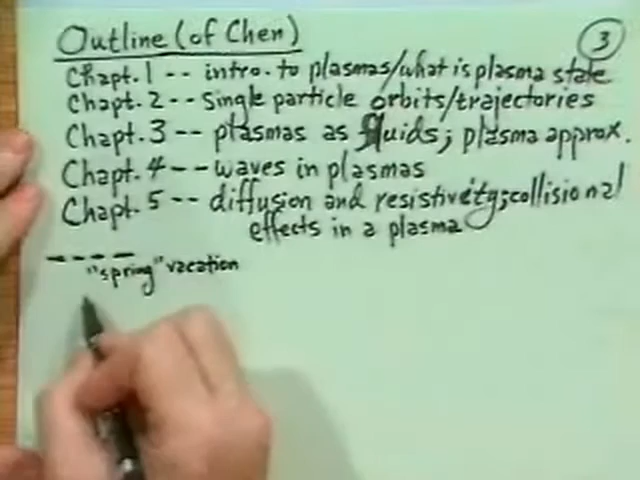 Outline (of Chen)
3
Chapt. 1 -- intro. to plasmas/what is plasma state
Chapt. 2 -- Single particle orbits/trajectories
Chapt. 3 -- plasmas as fluids; plasma approx.
Chapt. 4 -- waves in plasmas
Chapt. 5 -- diffusion and resistivity; collisional
effects in a plasma
----
"spring" vacation